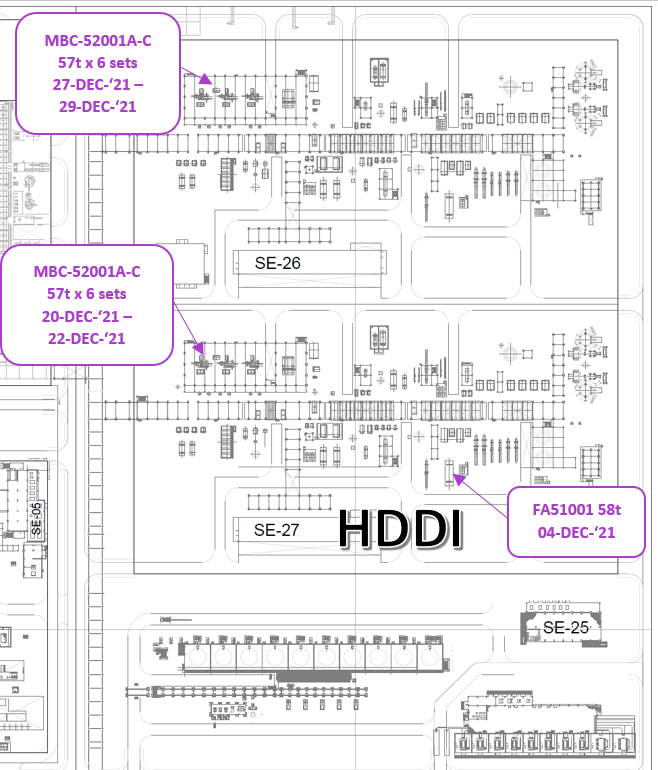 MBC-52001A-C
57t x 6 sets
27-DEC-‘21 –
29-DEC-‘21
SE-26
MBC-52001A-C
57t x 6 sets
20-DEC-‘21 –
22-DEC-‘21
FA51001 58t
04-DEC-‘21
SE-05
SE-27
HDDI
SE-25